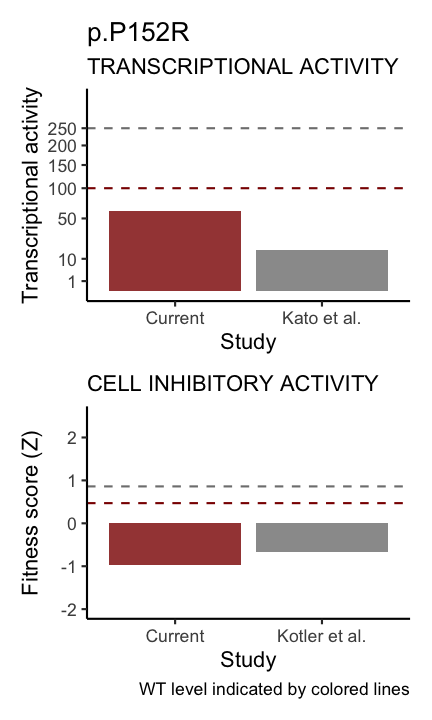 p.P152R
TRANSCRIPTIONAL ACTIVITY
Transcriptional activity
250
200
150
100
50
10
1
Current
Kato et al.
Study
CELL INHIBITORY ACTIVITY
Fitness score (Z)
2
1
0
-1
-2
Current
Kotler et al.
Study
WT level indicated by colored lines